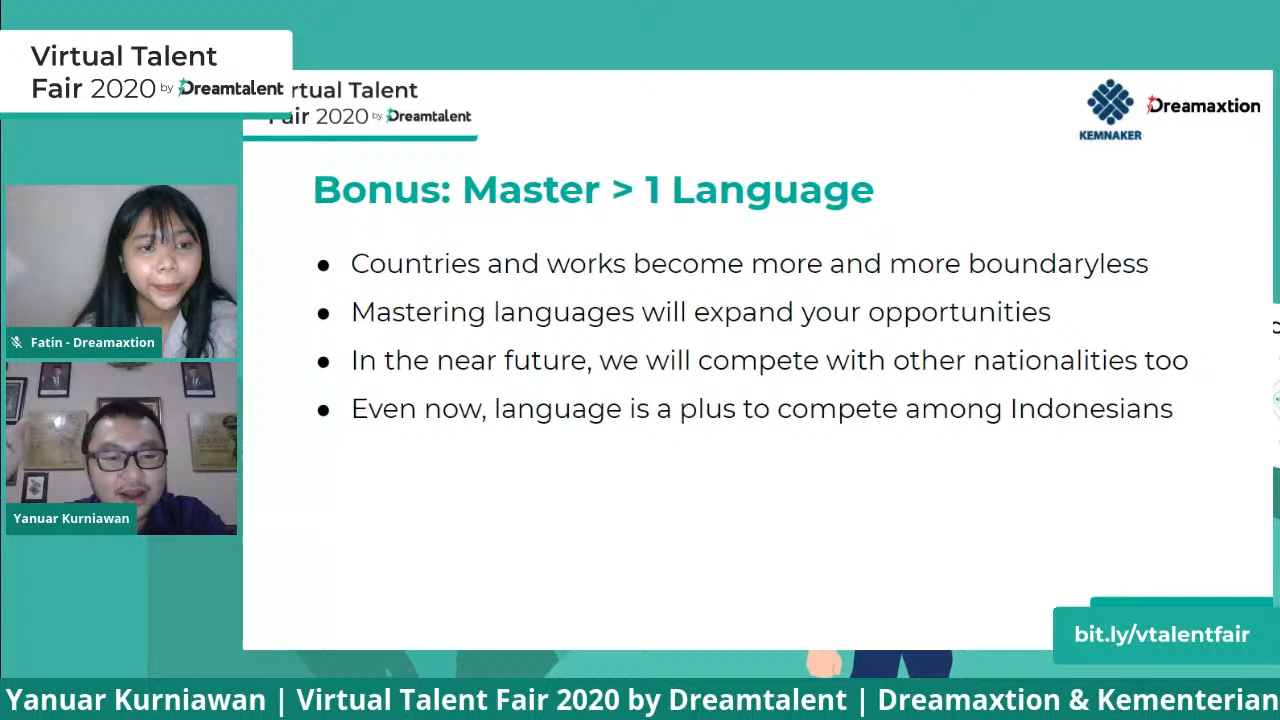 Virtual Talent
Fair 2020 by Dreamtalent
rtual Talent
Fair 2020 by Dreamtalent
KEMNAKER
Dreamaxtion
Bonus: Master > 1 Language
● Countries and works become more and more boundaryless
● Mastering languages will expand your opportunities
● In the near future, we will compete with other nationalities too
● Even now, language is a plus to compete among Indonesians
Fatin - Dreamaxtion
Yanuar Kurniawan
bit.ly/vtalentfair
Yanuar Kurniawan | Virtual Talent Fair 2020 by Dreamtalent | Dreamaxtion & Kementerian